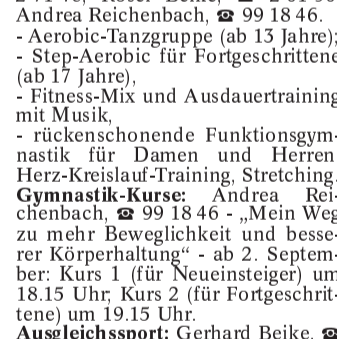 Andrea Reichenbach, ☎ 99 18 46.
- Aerobic-Tanzgruppe (ab 13 Jahre);
- Step-Aerobic für Fortgeschrittene
(ab 17 Jahre),
- Fitness-Mix und Ausdauertraining
mit Musik,
- rückenschonende Funktionsgym-
nastik für Damen und Herren
Herz-Kreislauf-Training, Stretching.
Gymnastik-Kurse: Andrea Rei-
chenbach, ☎ 99 18 46 - „Mein Weg
zu mehr Beweglichkeit und besse-
rer Körperhaltung“ - ab 2. Septem-
ber: Kurs 1 (für Neueinsteiger) um
18.15 Uhr; Kurs 2 (für Fortgeschrit-
tene) um 19.15 Uhr.
Ausgleichssport: Gerhard Beike, ☎